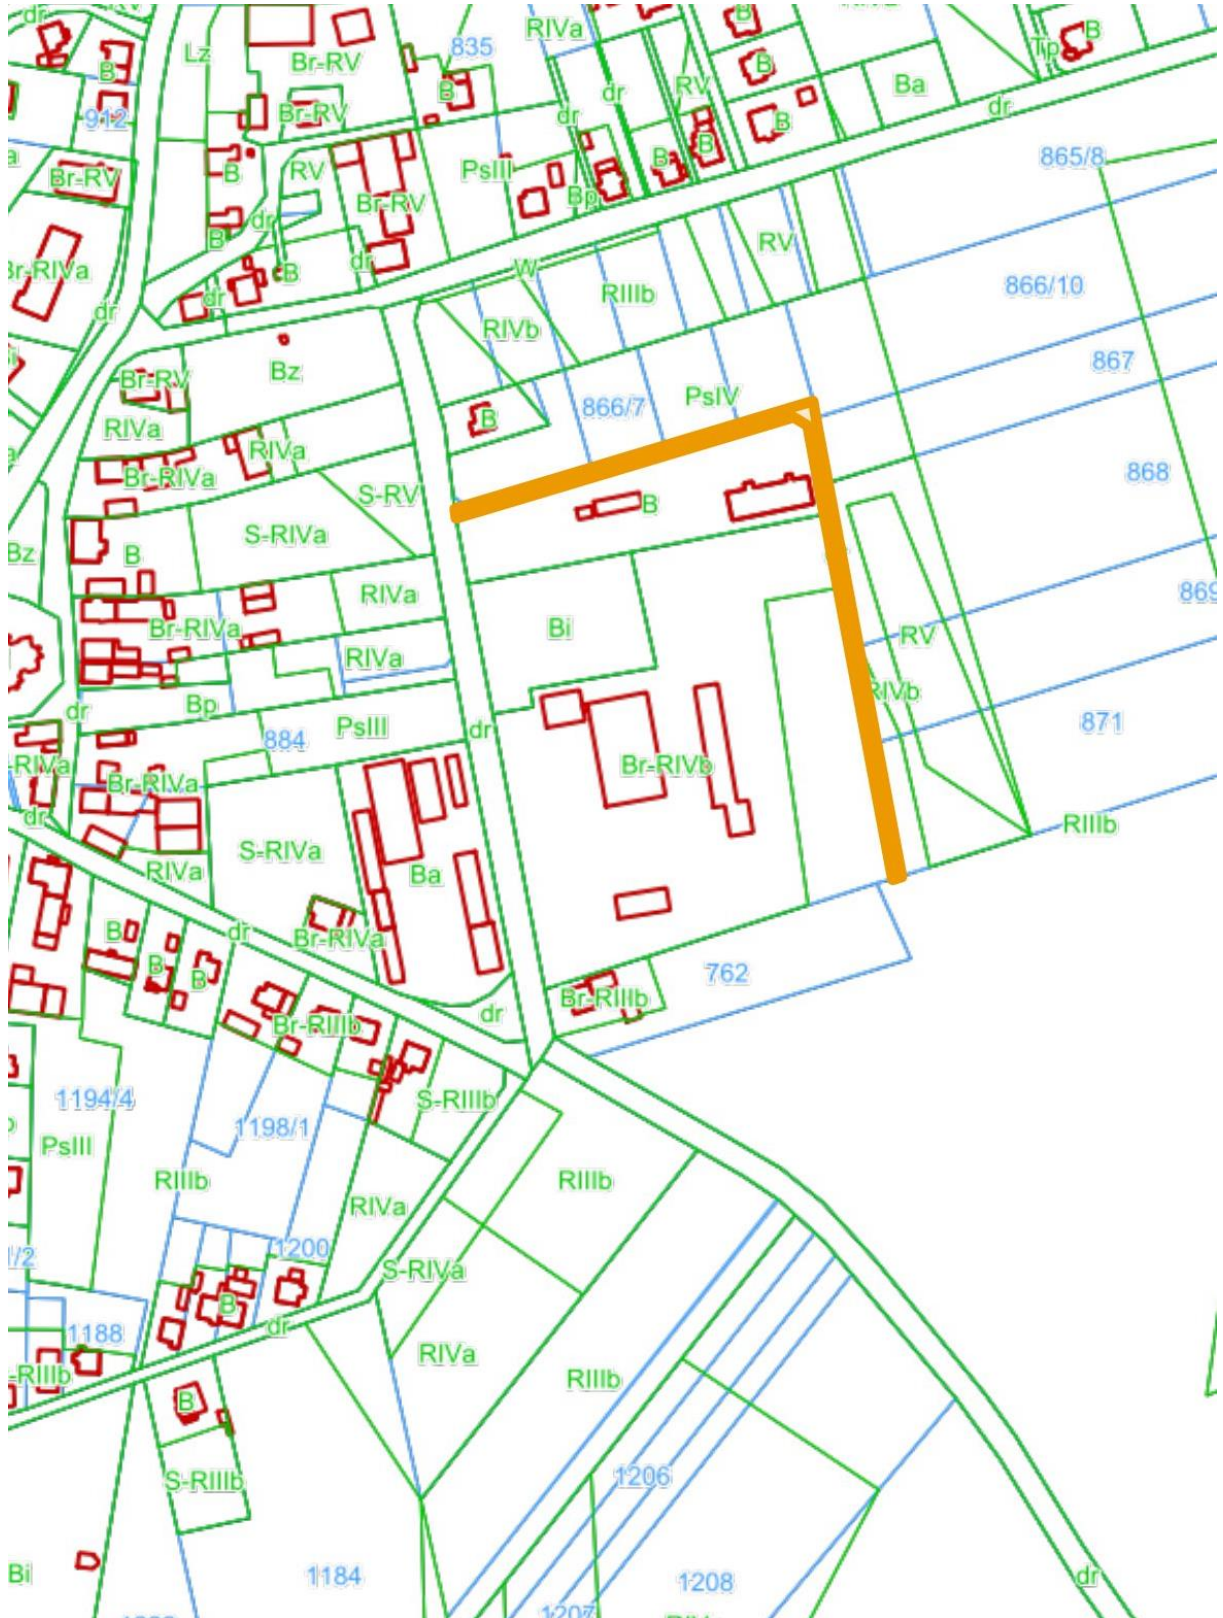 dr
RV
RIVa
B
B
Lz
835
Tp
B
B
Br-RV
B
RV
Ba
B
912
Br-RV
dr
dr
dr
B
865/8
Br-RV
B
RV
PsIII
B
B
Br-RV
Bp
B
dr
RV
Br-RIVa
B
dr
W
866/10
dr
dr
RIIIb
RIVb
Bz
867
Br-RV
PsIV
866/7
RIVa
B
RIVa
868
Br-RIVa
S-RV
B
S-RIVa
Bz
B
RIVa
869
Br-RIVa
Bi
RV
RIVa
RIVb
Bp
dr
PsIII
dr
871
884
Br-RIVb
-RIVa
Br-RIVa
dr
RIIIb
S-RIVa
RIVa
Ba
B
dr
Br-RIVa
B
B
762
Br-RIIIb
dr
Br-RIIIb
1194/4
S-RIIIb
1198/1
PsIII
RIIIb
RIIIb
RIVa
1200
/2
S-RIVa
B
dr
1188
RIVa
-RIIIb
RIIIb
B
1206
S-RIIIb
Bi
1184
1208
dr
1207